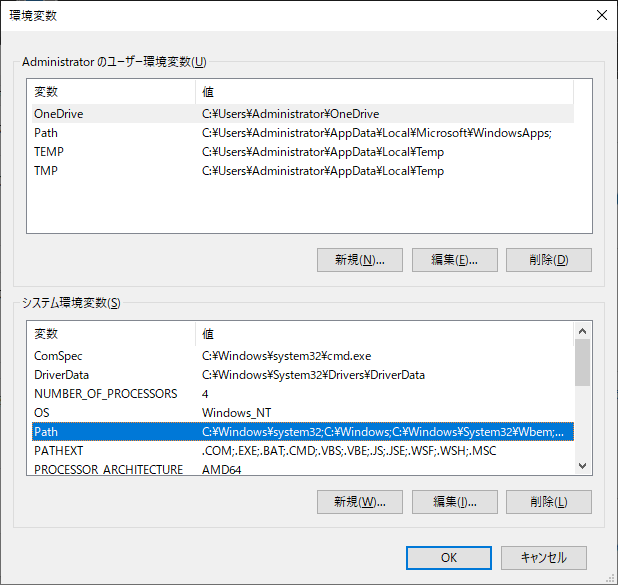 環境変数
Administrator のユーザー環境変数(U)
変数 値
OneDrive C:¥Users¥Administrator¥OneDrive
Path C:¥Users¥Administrator¥AppData¥Local¥Microsoft¥WindowsApps;
TEMP C:¥Users¥Administrator¥AppData¥Local¥Temp
TMP C:¥Users¥Administrator¥AppData¥Local¥Temp
新規(N)... 編集(E)... 削除(D)
システム環境変数(S)
変数 値
ComSpec C:¥Windows¥system32¥cmd.exe
DriverData C:¥Windows¥System32¥Drivers¥DriverData
NUMBER_OF_PROCESSORS 4
OS Windows_NT
Path C:¥Windows¥system32;C:¥Windows;C:¥Windows¥System32¥Wbem;...
PATHEXT .COM;.EXE;.BAT;.CMD;.VBS;.VBE;.JS;.JSE;.WSF;.WSH;.MSC
PROCESSOR_ARCHITECTURE AMD64
新規(W)... 編集(I)... 削除(L)
OK キャンセル